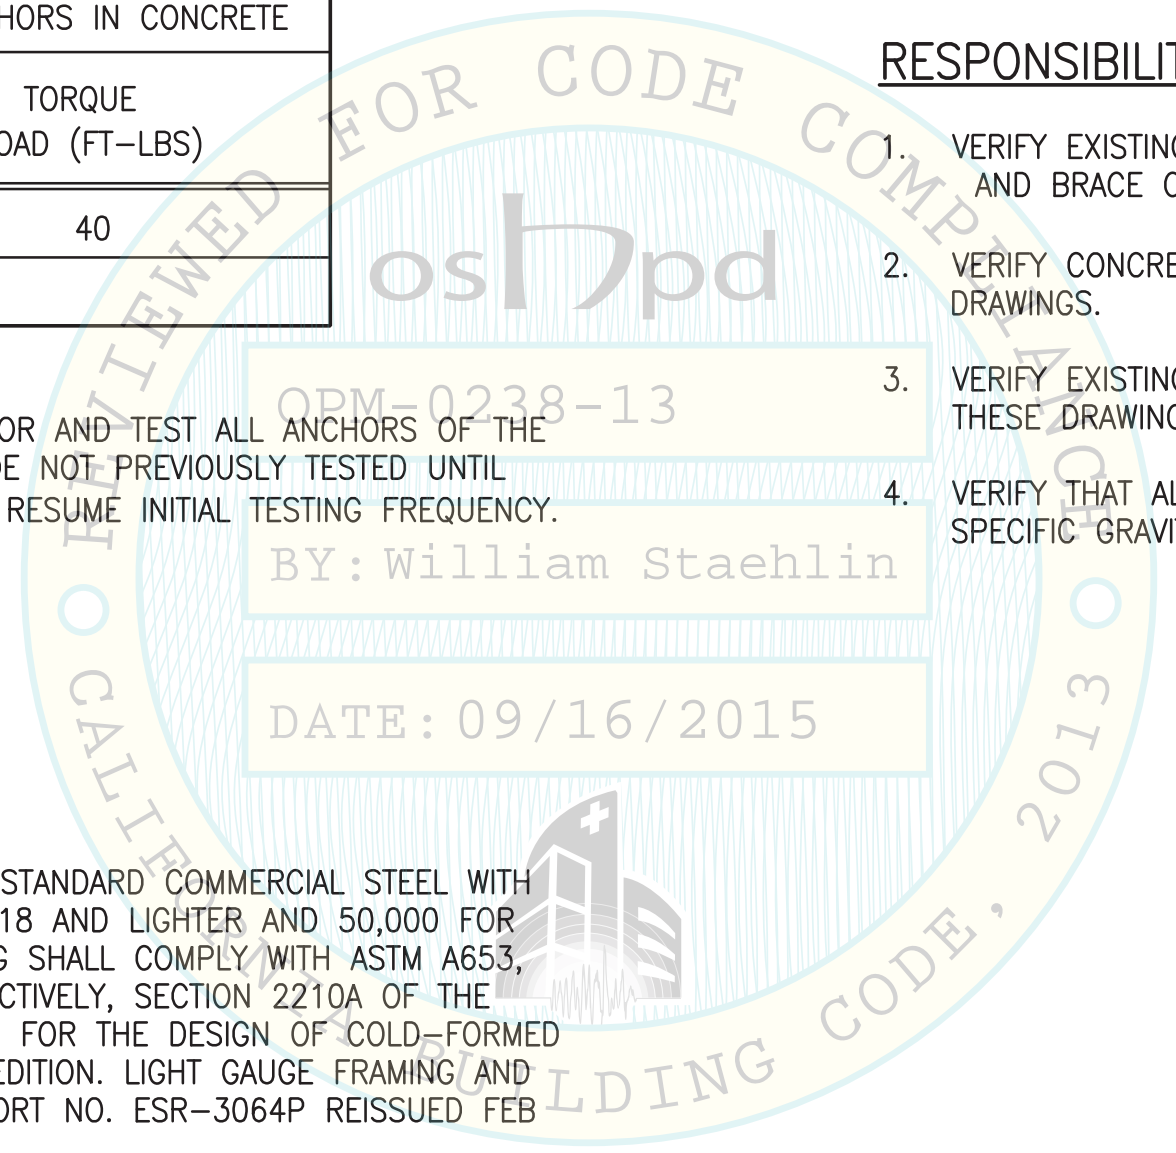 HORS IN CONCRETE
TORQUE
OAD (FT-LBS)
40
OR AND TEST ALL ANCHORS OF THE
DE NOT PREVIOUSLY TESTED UNTIL
RESUME INITIAL TESTING FREQUENCY.
STANDARD COMMERCIAL STEEL WITH
18 AND LIGHTER AND 50,000 FOR
G SHALL COMPLY WITH ASTM A653,
CTIVELY, SECTION 2210A OF THE
FOR THE DESIGN OF COLD-FORMED
EDITION. LIGHT GAUGE FRAMING AND
ORT NO. ESR-3064P REISSUED FEB
RESPONSIBILIT
1. VERIFY EXISTING
AND BRACE C
2. VERIFY CONCRE
DRAWINGS.
3. VERIFY EXISTING
THESE DRAWING
4. VERIFY THAT AL
SPECIFIC GRAVI
REVIEWED FOR CODE COMPLIANCE
oshpd
OPM-0238-13
BY: William Staehlin
DATE: 09/16/2015
CALIFORNIA BUILDING CODE, 2013